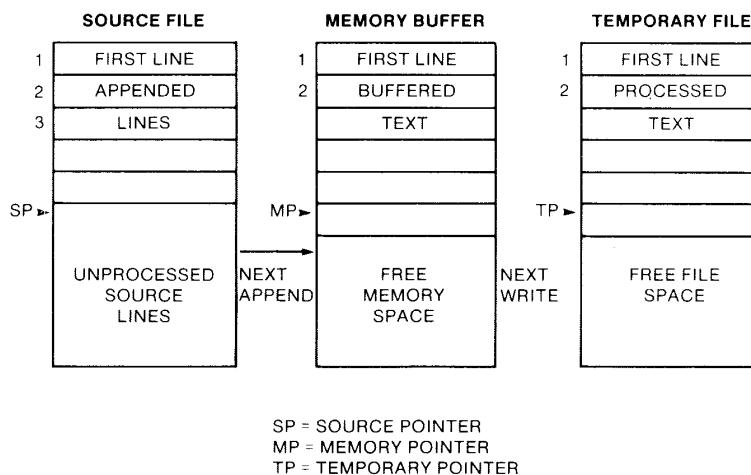 SOURCE FILE
1 FIRST LINE
2 APPENDED
3 LINES
SP
UNPROCESSED
SOURCE
LINES
NEXT
APPEND
MEMORY BUFFER
1 FIRST LINE
2 BUFFERED
TEXT
MP
FREE
MEMORY
SPACE
NEXT
WRITE
TEMPORARY FILE
1 FIRST LINE
2 PROCESSED
TEXT
TP
FREE FILE
SPACE
SP = SOURCE POINTER
MP = MEMORY POINTER
TP = TEMPORARY POINTER